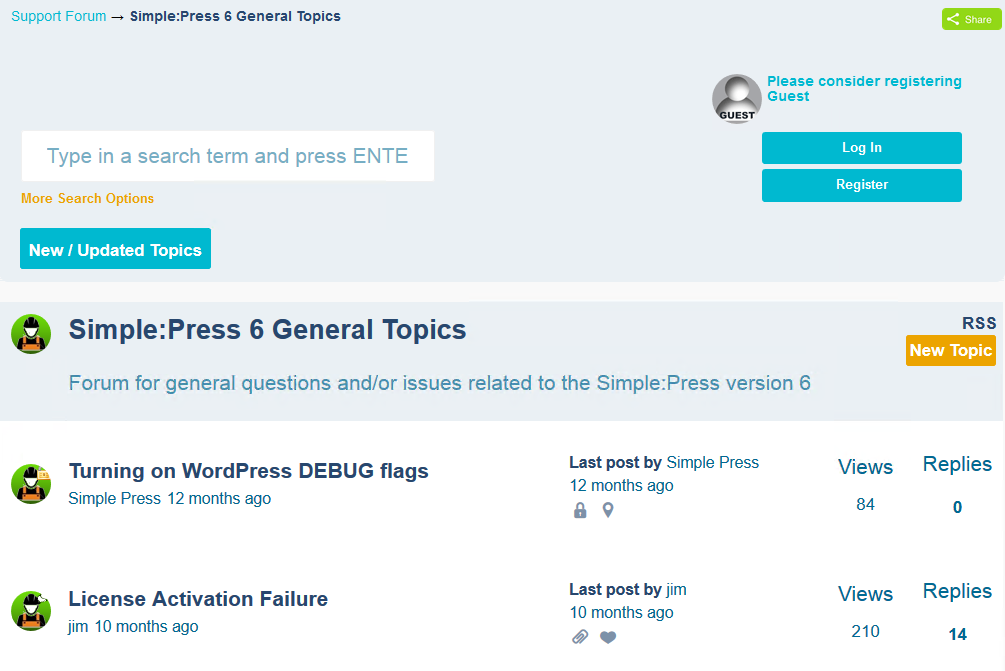 Support Forum → Simple:Press 6 General Topics
Share
Please consider registering
Guest
GUEST
Log In
Register
Type in a search term and press ENTE
More Search Options
New / Updated Topics
Simple:Press 6 General Topics
RSS
New Topic
Forum for general questions and/or issues related to the Simple:Press version 6
Turning on WordPress DEBUG flags
Simple Press 12 months ago
Last post by Simple Press
12 months ago
Views
84
Replies
0
License Activation Failure
jim 10 months ago
Last post by jim
10 months ago
Views
210
Replies
14